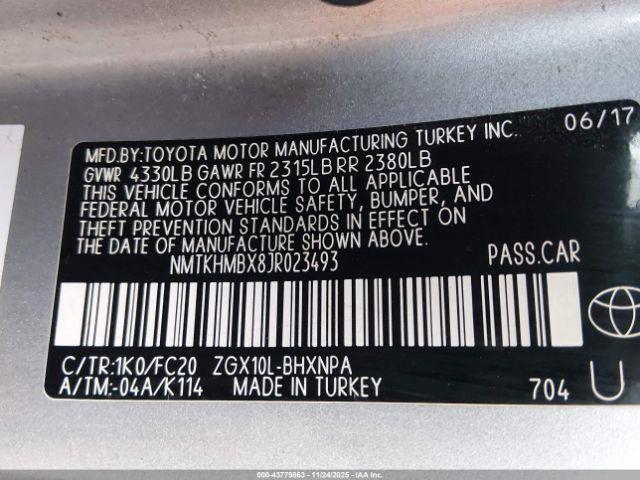 06/17
MFD.BY:TOYOTA MOTOR MANUFACTURING TURKEY INC.
GVWR 4330LB GAWR FR 2315LB RR 2380LB
THIS VEHICLE CONFORMS TO ALL APPLICABLE
FEDERAL MOTOR VEHICLE SAFETY, BUMPER, AND
THEFT PREVENTION STANDARDS IN EFFECT ON
THE DATE OF MANUFACTURE SHOWN ABOVE.
NMTKHMBX8JR023493 PASS.CAR
C/TR:1K0/FC20 ZGX10L-BHXNPA
A/TM:-04A/K114 MADE IN TURKEY 704 U
000-43779863 - 11/24/2025 - IAAI.COM